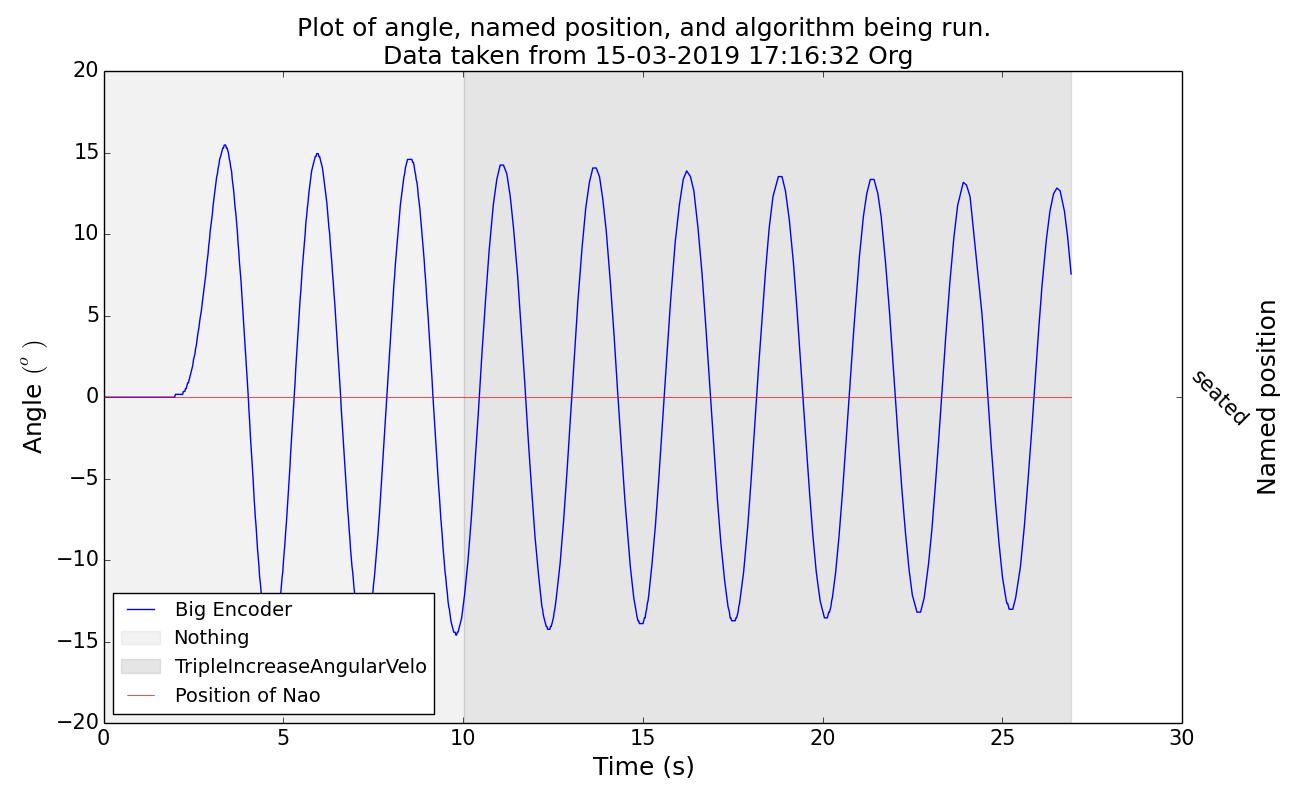 Plot of angle, named position, and algorithm being run.
Data taken from 15-03-2019 17:16:32 Org
20
15
10
5
0
−5
−10
−15
−20
Angle (°)
seated
Named position
Big Encoder
Nothing
TripleIncreaseAngularVelo
Position of Nao
0 5 10 15 20 25 30
Time (s)